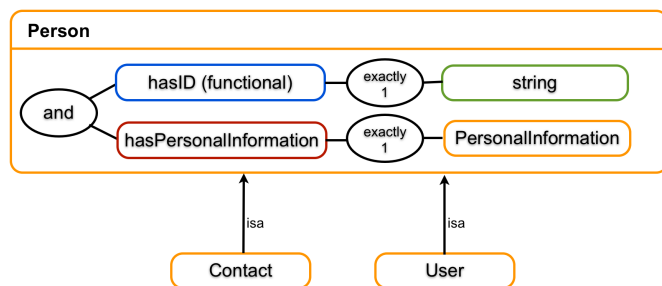 Person
and
hasID (functional)
exactly
1
string
hasPersonalInformation
exactly
1
PersonalInformation
isa
isa
Contact
User